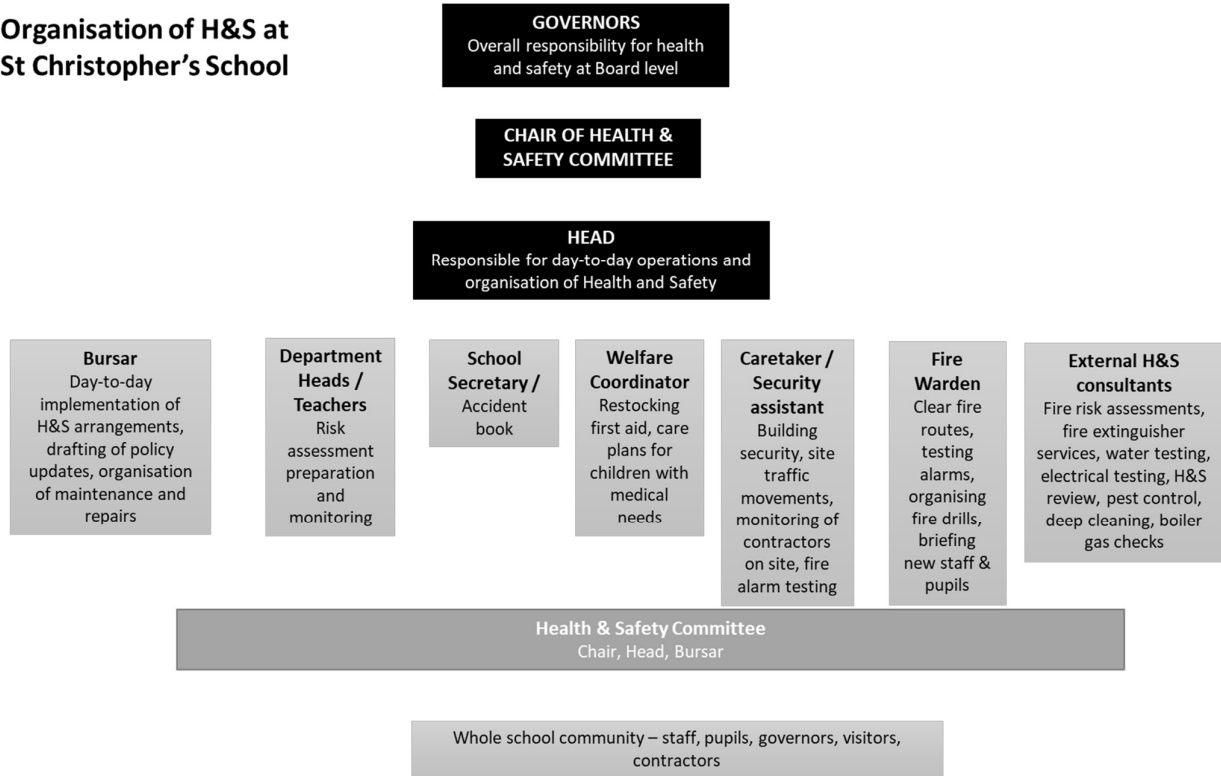 Organisation of H&S at
St Christopher's School
GOVERNORS
Overall responsibility for health
and safety at Board level
CHAIR OF HEALTH &
SAFETY COMMITTEE
HEAD
Responsible for day-to-day operations and
organisation of Health and Safety
Bursar
Day-to-day
implementation of
H&S arrangements,
drafting of policy
updates, organisation
of maintenance and
repairs
Department
Heads /
Teachers
Risk
assessment
preparation
and
monitoring
School
Secretary /
Accident
book
Welfare
Coordinator
Restocking
first aid, care
plans for
children with
medical
needs
Caretaker /
Security
assistant
Building
security, site
traffic
movements,
monitoring of
contractors
on site, fire
alarm testing
Fire
Warden
Clear fire
routes,
testing
alarms,
organising
fire drills,
briefing
new staff &
pupils
External H&S
consultants
Fire risk assessments,
fire extinguisher
services, water testing,
electrical testing, H&S
review, pest control,
deep cleaning, boiler
gas checks
Health & Safety Committee
Chair, Head, Bursar
Whole school community – staff, pupils, governors, visitors,
contractors